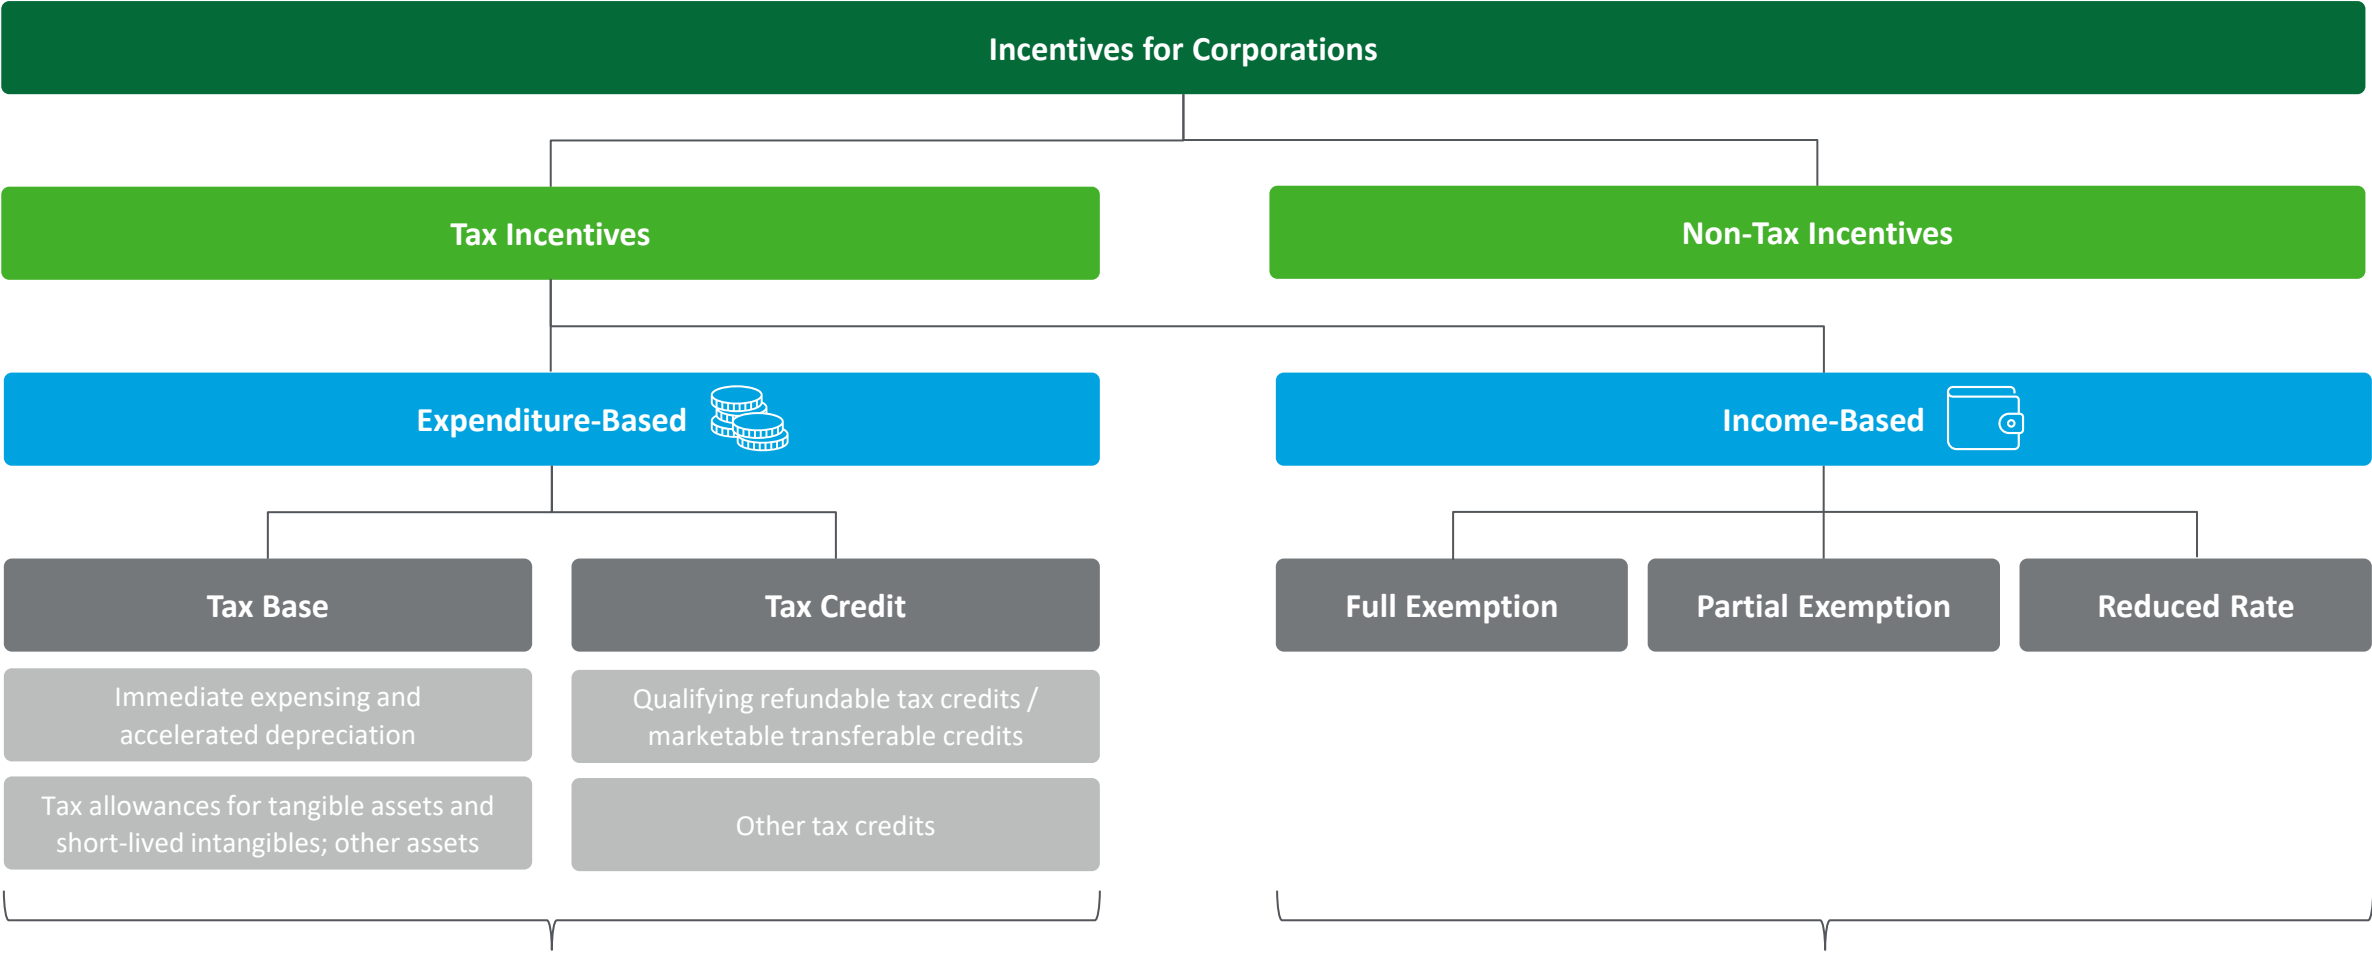 Incentives for Corporations
Tax Incentives
Non-Tax Incentives
Expenditure-Based
Income-Based
Tax Base
Tax Credit
Full Exemption
Partial Exemption
Reduced Rate
Immediate expensing and
accelerated depreciation
Qualifying refundable tax credits /
marketable transferable credits
Tax allowances for tangible assets and
short-lived intangibles; other assets
Other tax credits